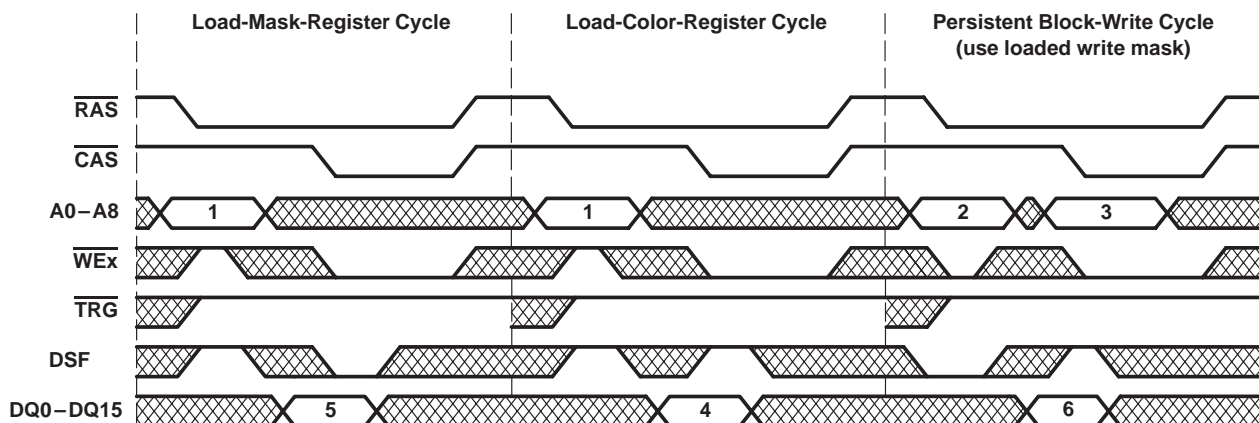 Load-Mask-Register Cycle
Load-Color-Register Cycle
Persistent Block-Write Cycle
(use loaded write mask)
RAS
CAS
A0–A8
1
1
2
3
WEx
TRG
DSF
DQ0–DQ15
5
4
6